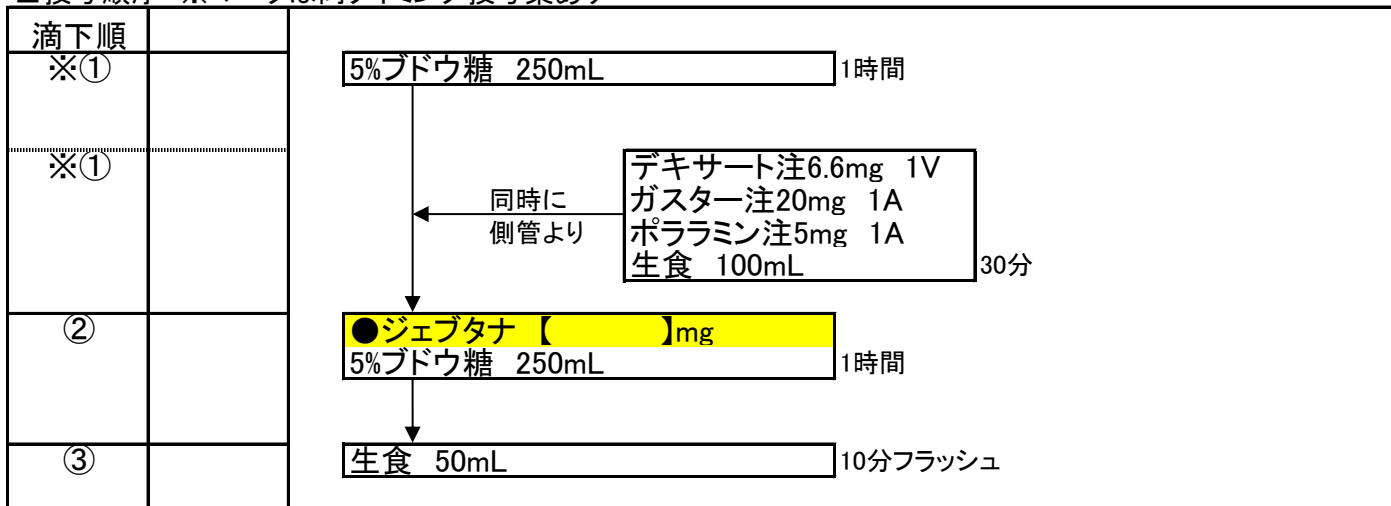 滴下順
※① 5%ブドウ糖 250mL 1時間
※① デキサート注6.6mg 1V
同時に ガスター注20mg 1A
側管より ポララミン注5mg 1A
生食 100mL 30分
② ●ジェブタナ 【 】mg
5%ブドウ糖 250mL 1時間
③ 生食 50mL 10分フラッシュ